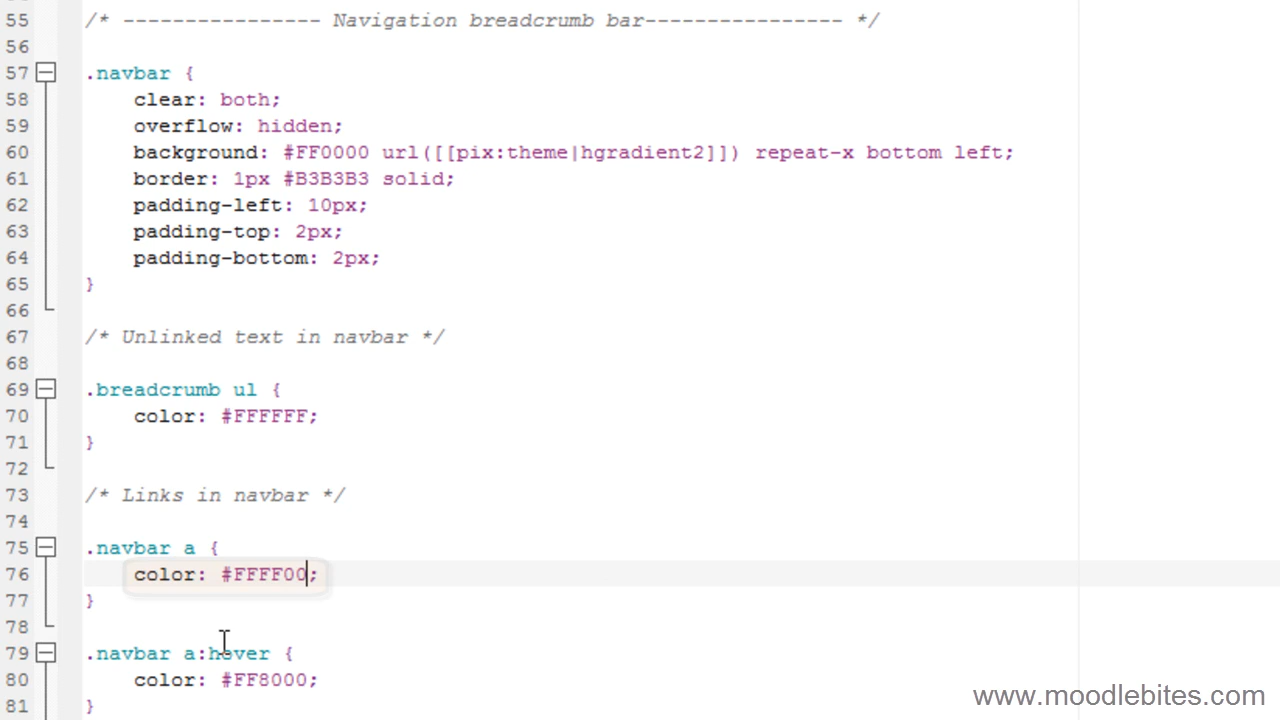 55 /* ---------------- Navigation breadcrumb bar---------------- */
56
57 .navbar {
58 clear: both;
59 overflow: hidden;
60 background: #FF0000 url([[pix:theme|hgradient2]]) repeat-x bottom left;
61 border: 1px #B3B3B3 solid;
62 padding-left: 10px;
63 padding-top: 2px;
64 padding-bottom: 2px;
65 }
66
67 /* Unlinked text in navbar */
68
69 .breadcrumb ul {
70 color: #FFFFFF;
71 }
72
73 /* Links in navbar */
74
75 .navbar a {
76 color: #FFFF00;
77 }
78
79 .navbar a:hover {
80 color: #FF8000;
81 }
www.moodlebites.com